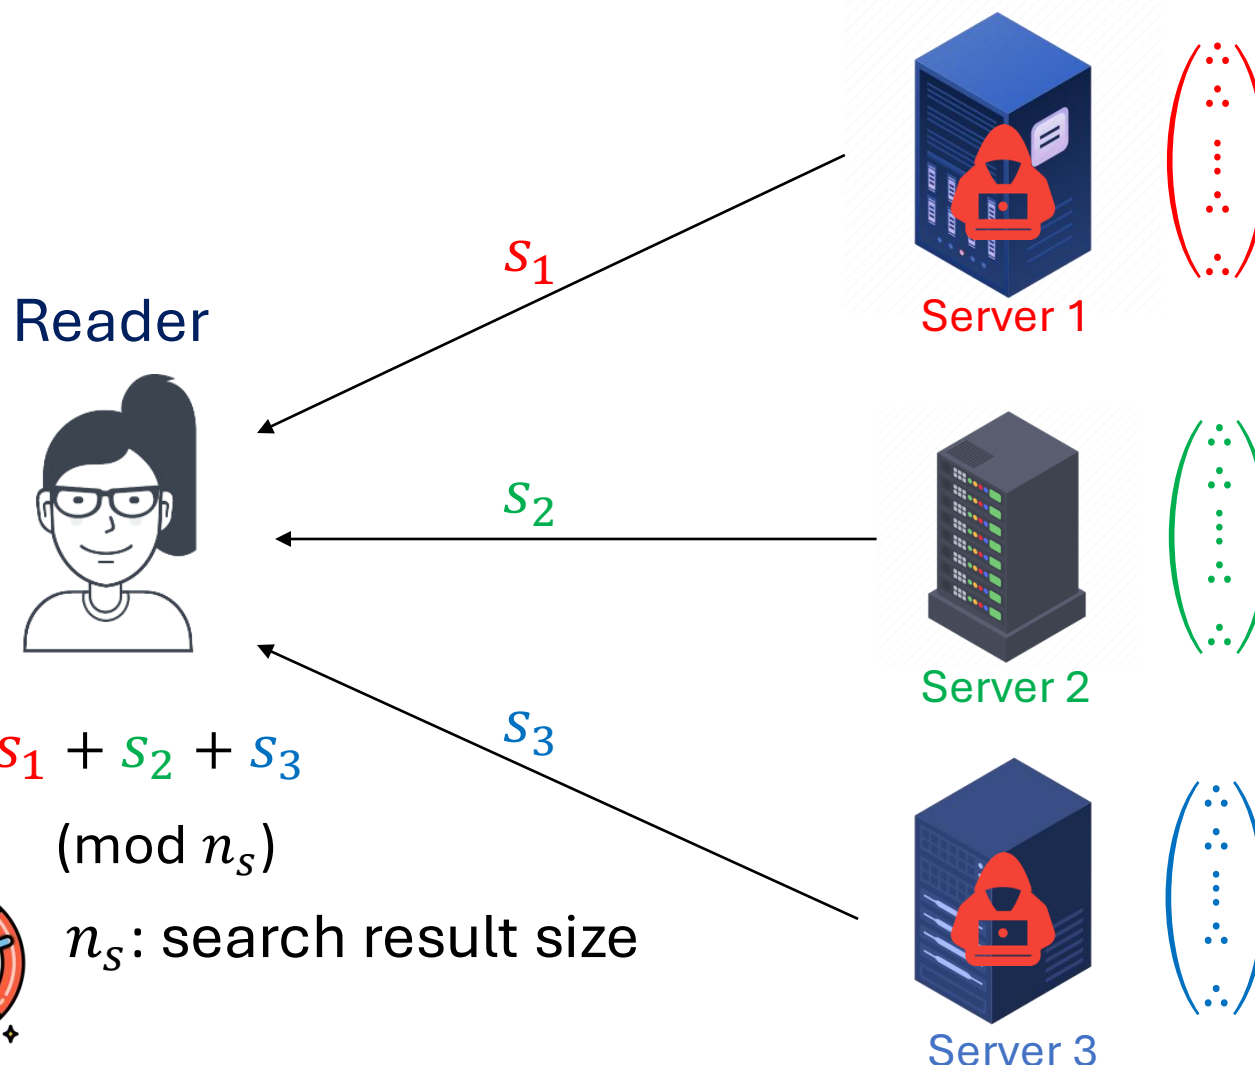 s₁
Server 1
Reader
s₂
Server 2
s₃
s₁ + s₂ + s₃
(mod nₛ)
nₛ: search result size
Server 3